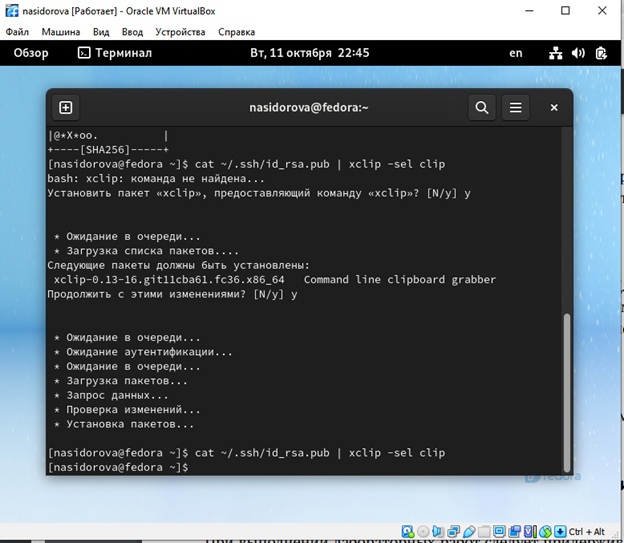 nasidorova [Работает] - Oracle VM VirtualBox
Файл Машина Вид Ввод Устройства Справка
Обзор Терминал Вт, 11 октября 22:45 en
nasidorova@fedora:~
|@*X*oo. |
+----[SHA256]-----+
[nasidorova@fedora ~]$ cat ~/.ssh/id_rsa.pub | xclip -sel clip
bash: xclip: команда не найдена...
Установить пакет «xclip», предоставляющий команду «xclip»? [N/y] y
* Ожидание в очереди...
* Загрузка списка пакетов....
Следующие пакеты должны быть установлены:
xclip-0.13-16.git11cba61.fc36.x86_64 Command line clipboard grabber
Продолжить с этими изменениями? [N/y] y
* Ожидание в очереди...
* Ожидание аутентификации...
* Ожидание в очереди...
* Загрузка пакетов...
* Запрос данных...
* Проверка изменений...
* Установка пакетов...
[nasidorova@fedora ~]$ cat ~/.ssh/id_rsa.pub | xclip -sel clip
[nasidorova@fedora ~]$
fedora
Ctrl + Alt